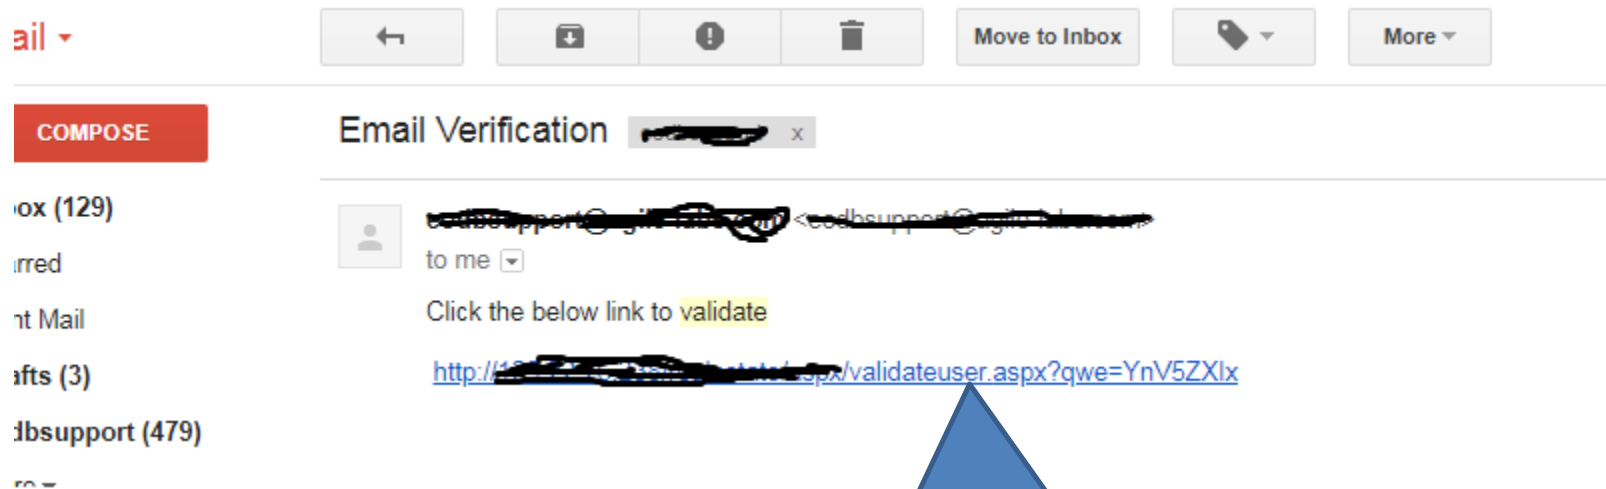 ail
Move to Inbox
More
COMPOSE
Email Verification x
ox (129)
rred
to me
nt Mail
Click the below link to validate
afts (3)
http:// /validateuser.aspx?qwe=YnV5ZXIx
dbsupport (479)